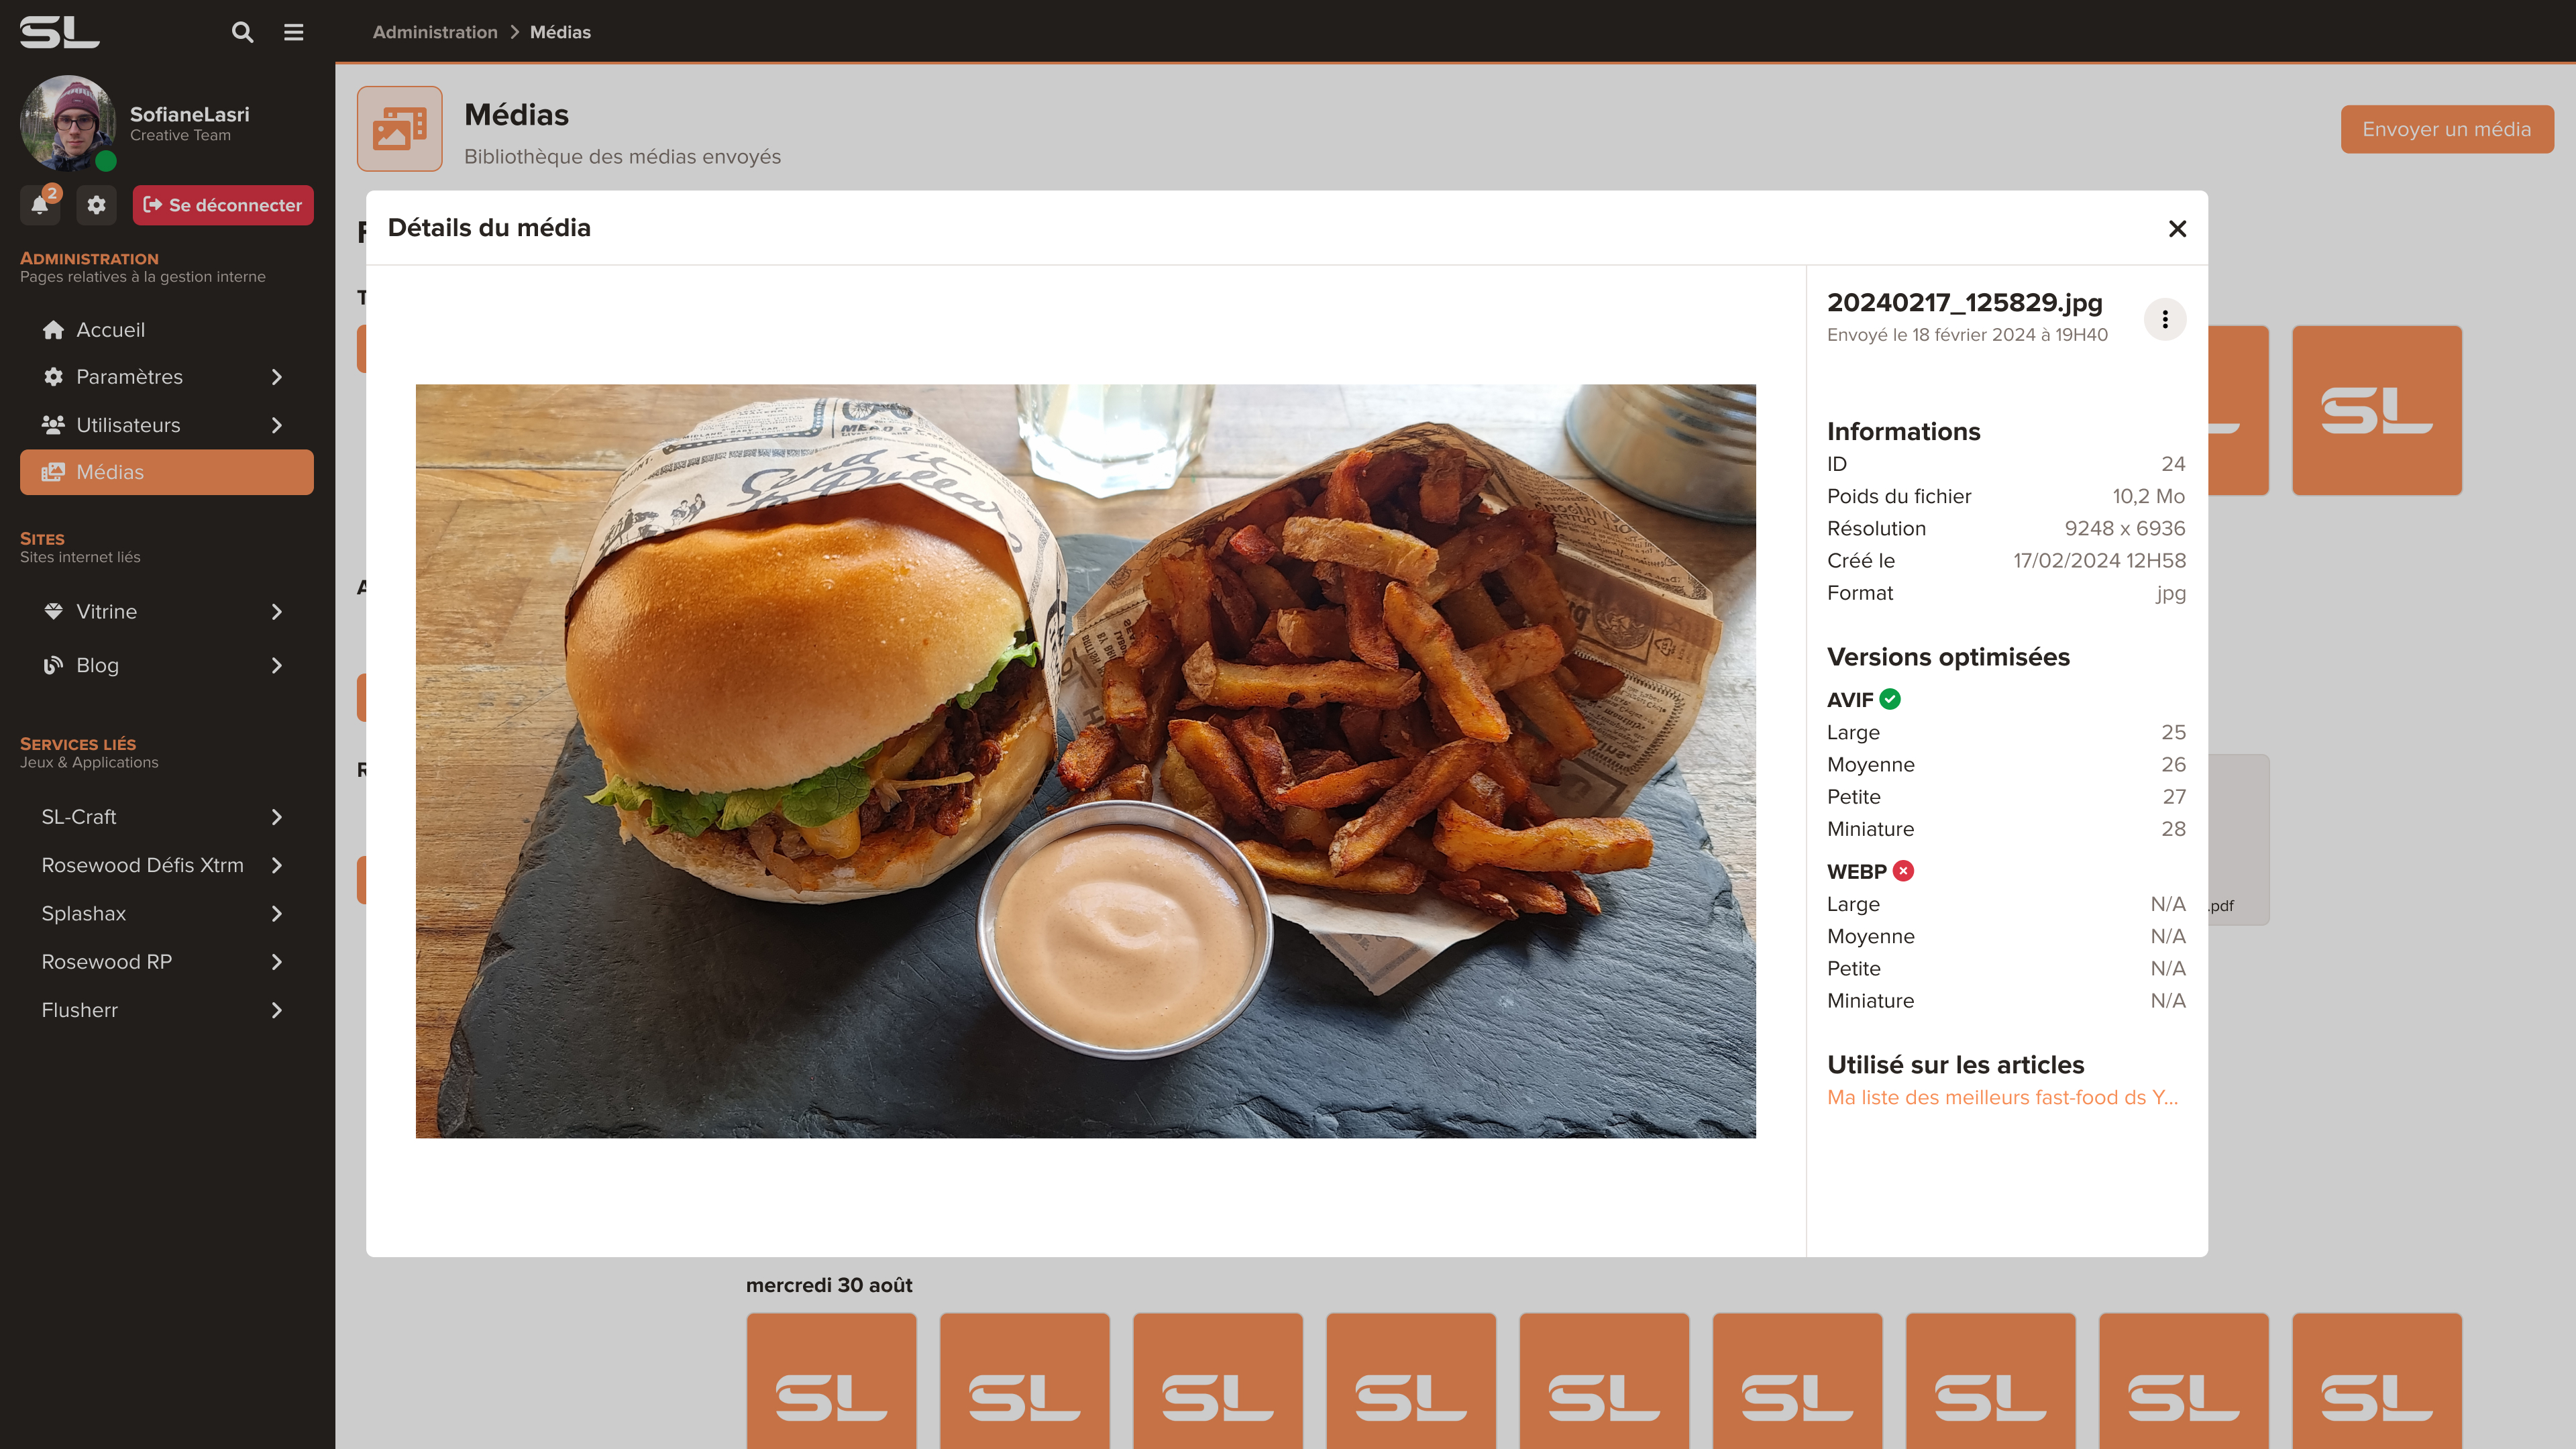 SL
Administration > Médias
SofianeLasri
Creative Team
2
Se déconnecter
Médias
Bibliothèque des médias envoyés
Envoyer un média
ADMINISTRATION
Pages relatives à la gestion interne
Accueil
Paramètres
Utilisateurs
Médias
SITES
Sites internet liés
Vitrine
Blog
SERVICES LIÉS
Jeux & Applications
SL-Craft
Rosewood Défis Xtrm
Splashax
Rosewood RP
Flusherr
Détails du média
20240217_125829.jpg
Envoyé le 18 février 2024 à 19H40
Informations
ID 24
Poids du fichier 10,2 Mo
Résolution 9248 x 6936
Créé le 17/02/2024 12H58
Format jpg
Versions optimisées
AVIF
Large 25
Moyenne 26
Petite 27
Miniature 28
WEBP
Large N/A
Moyenne N/A
Petite N/A
Miniature N/A
Utilisé sur les articles
Ma liste des meilleurs fast-food ds Y...
SL
.pdf
mercredi 30 août
SL SL SL SL SL SL SL SL SL